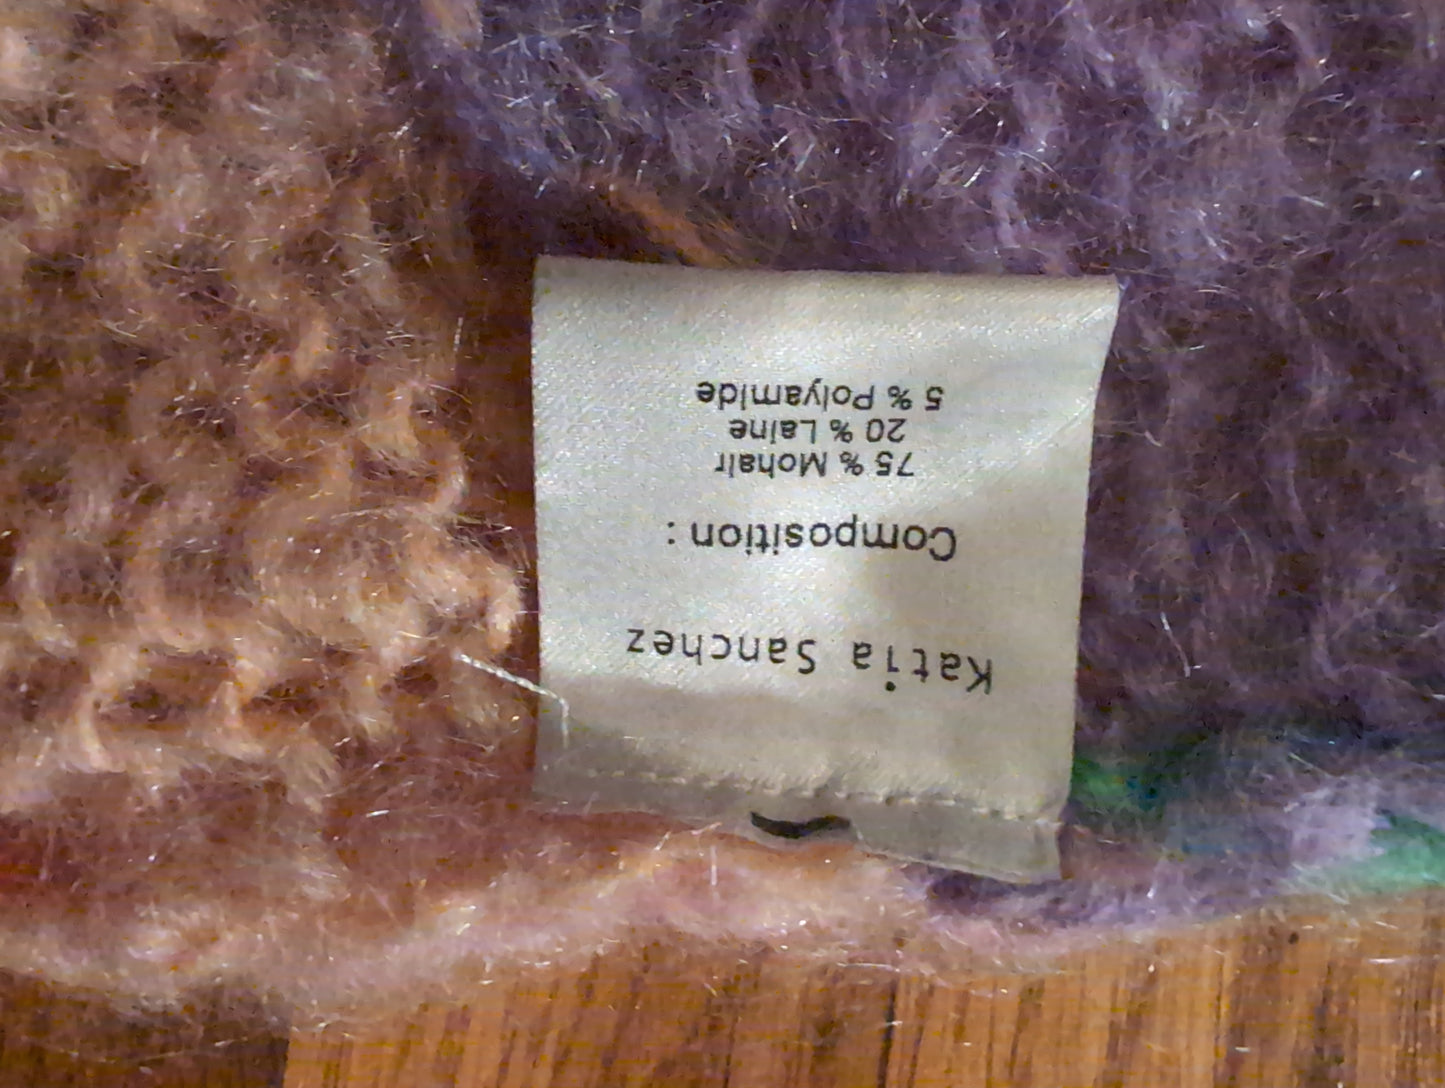 Katia Sanchez
Composition :
75 % Mohair
20 % Laine
5 % Polyamide